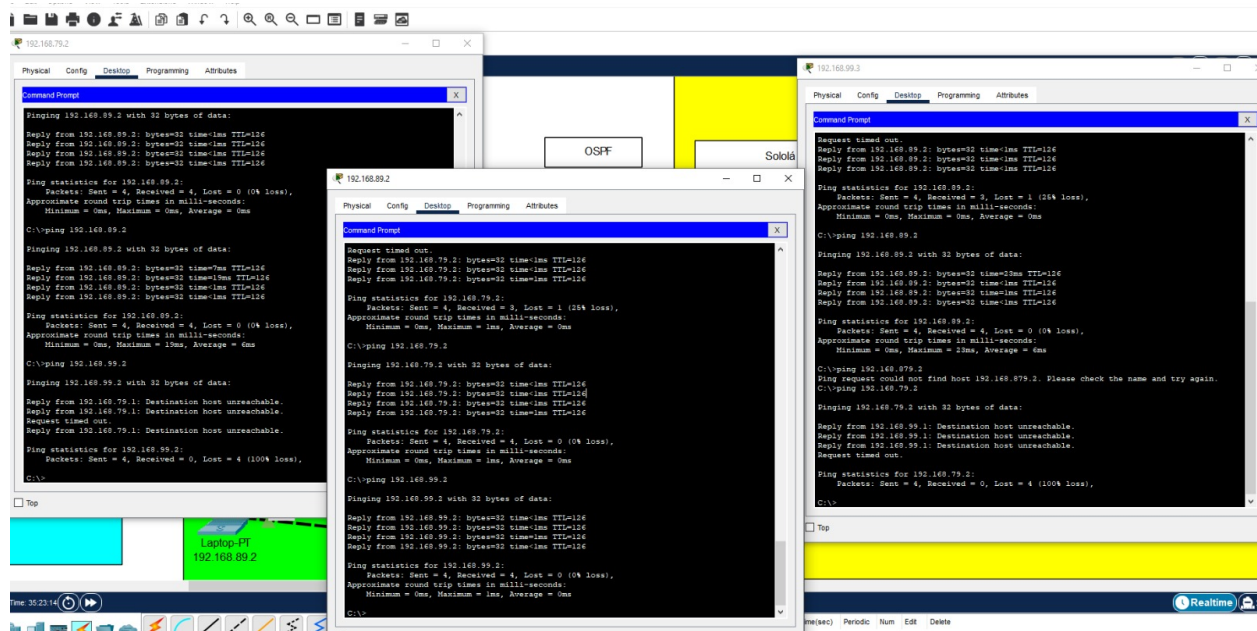 192.168.79.2
Physical Config Desktop Programming Attributes
Command Prompt
X
Pinging 192.168.89.2 with 32 bytes of data:
Reply from 192.168.89.2: bytes=32 time<1ms TTL=126
Reply from 192.168.89.2: bytes=32 time<1ms TTL=126
Reply from 192.168.89.2: bytes=32 time<1ms TTL=126
Reply from 192.168.89.2: bytes=32 time<1ms TTL=126
Ping statistics for 192.168.89.2:
Packets: Sent = 4, Received = 4, Lost = 0 (0% loss),
Approximate round trip times in milli-seconds:
Minimum = 0ms, Maximum = 0ms, Average = 0ms
C:\>ping 192.168.89.2
Pinging 192.168.89.2 with 32 bytes of data:
Reply from 192.168.89.2: bytes=32 time=7ms TTL=126
Reply from 192.168.89.2: bytes=32 time=19ms TTL=126
Reply from 192.168.89.2: bytes=32 time<1ms TTL=126
Reply from 192.168.89.2: bytes=32 time<1ms TTL=126
Ping statistics for 192.168.89.2:
Packets: Sent = 4, Received = 4, Lost = 0 (0% loss),
Approximate round trip times in milli-seconds:
Minimum = 0ms, Maximum = 19ms, Average = 6ms
C:\>ping 192.168.99.2
Pinging 192.168.99.2 with 32 bytes of data:
Reply from 192.168.79.1: Destination host unreachable.
Reply from 192.168.79.1: Destination host unreachable.
Request timed out.
Reply from 192.168.79.1: Destination host unreachable.
Ping statistics for 192.168.99.2:
Packets: Sent = 4, Received = 0, Lost = 4 (100% loss),
C:\>
Top
OSPF
Sololá
192.168.89.2
Physical Config Desktop Programming Attributes
Command Prompt
X
Request timed out.
Reply from 192.168.79.2: bytes=32 time<1ms TTL=126
Reply from 192.168.79.2: bytes=32 time<1ms TTL=126
Reply from 192.168.79.2: bytes=32 time=1ms TTL=126
Ping statistics for 192.168.79.2:
Packets: Sent = 4, Received = 3, Lost = 1 (25% loss),
Approximate round trip times in milli-seconds:
Minimum = 0ms, Maximum = 1ms, Average = 0ms
C:\>ping 192.168.79.2
Pinging 192.168.79.2 with 32 bytes of data:
Reply from 192.168.79.2: bytes=32 time<1ms TTL=126
Reply from 192.168.79.2: bytes=32 time<1ms TTL=126
Reply from 192.168.79.2: bytes=32 time<1ms TTL=126
Reply from 192.168.79.2: bytes=32 time=1ms TTL=126
Ping statistics for 192.168.79.2:
Packets: Sent = 4, Received = 4, Lost = 0 (0% loss),
Approximate round trip times in milli-seconds:
Minimum = 0ms, Maximum = 1ms, Average = 0ms
C:\>ping 192.168.99.2
Pinging 192.168.99.2 with 32 bytes of data:
Reply from 192.168.99.2: bytes=32 time<1ms TTL=126
Reply from 192.168.99.2: bytes=32 time<1ms TTL=126
Reply from 192.168.99.2: bytes=32 time<1ms TTL=126
Reply from 192.168.99.2: bytes=32 time<1ms TTL=126
Ping statistics for 192.168.99.2:
Packets: Sent = 4, Received = 4, Lost = 0 (0% loss),
Approximate round trip times in milli-seconds:
Minimum = 0ms, Maximum = 1ms, Average = 0ms
C:\>
192.168.99.3
Physical Config Desktop Programming Attributes
Command Prompt
X
Request timed out.
Reply from 192.168.89.2: bytes=32 time<1ms TTL=126
Reply from 192.168.89.2: bytes=32 time<1ms TTL=126
Reply from 192.168.89.2: bytes=32 time<1ms TTL=126
Ping statistics for 192.168.89.2:
Packets: Sent = 4, Received = 3, Lost = 1 (25% loss),
Approximate round trip times in milli-seconds:
Minimum = 0ms, Maximum = 0ms, Average = 0ms
C:\>ping 192.168.89.2
Pinging 192.168.89.2 with 32 bytes of data:
Reply from 192.168.89.2: bytes=32 time=23ms TTL=126
Reply from 192.168.89.2: bytes=32 time=1ms TTL=126
Reply from 192.168.89.2: bytes=32 time<1ms TTL=126
Reply from 192.168.89.2: bytes=32 time<1ms TTL=126
Ping statistics for 192.168.89.2:
Packets: Sent = 4, Received = 4, Lost = 0 (0% loss),
Approximate round trip times in milli-seconds:
Minimum = 0ms, Maximum = 23ms, Average = 6ms
C:\>ping 192.168.879.2
Ping request could not find host 192.168.879.2. Please check the name and try again.
C:\>ping 192.168.79.2
Pinging 192.168.79.2 with 32 bytes of data:
Reply from 192.168.99.1: Destination host unreachable.
Reply from 192.168.99.1: Destination host unreachable.
Reply from 192.168.99.1: Destination host unreachable.
Request timed out.
Ping statistics for 192.168.79.2:
Packets: Sent = 4, Received = 0, Lost = 4 (100% loss),
C:\>
Top
Laptop-PT
192.168.89.2
Time: 35:23:14
Realtime
me(sec) Periodic Num Edit Delete